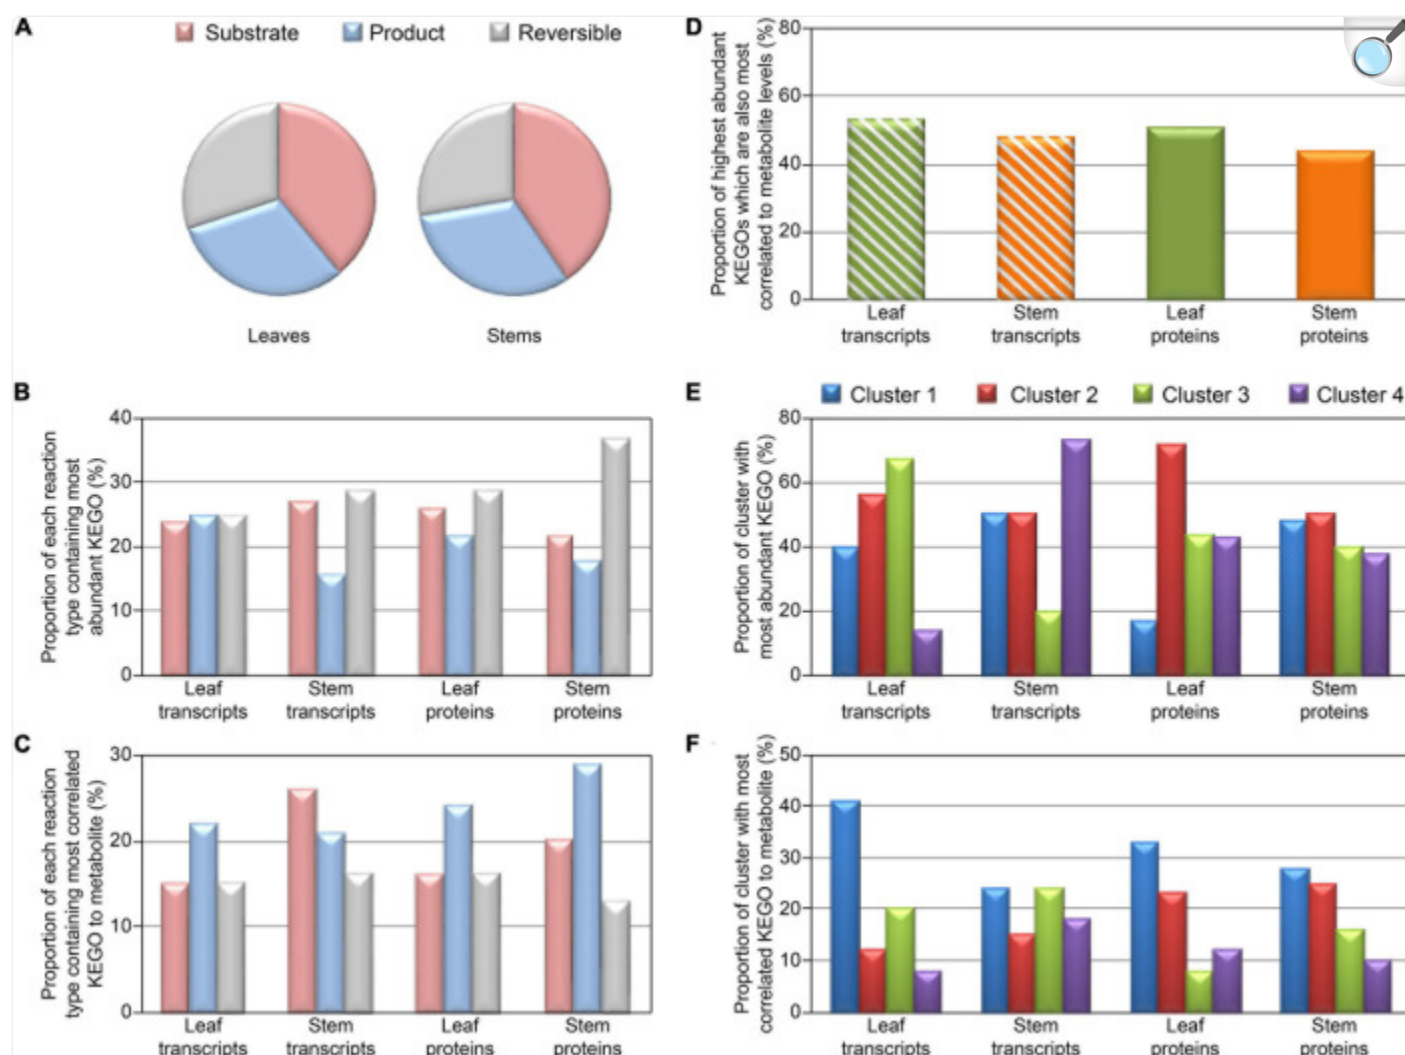 A
Substrate
Product
Reversible
Leaves
Stems
D
Proportion of highest abundant
KEGOs which are also most
correlated to metabolite levels (%)
80
60
40
20
0
Leaf
transcripts
Stem
transcripts
Leaf
proteins
Stem
proteins
B
Proportion of each reaction
type containing most
abundant KEGO (%)
40
30
20
10
0
Leaf
transcripts
Stem
transcripts
Leaf
proteins
Stem
proteins
E
Cluster 1
Cluster 2
Cluster 3
Cluster 4
Proportion of cluster with
most abundant KEGO (%)
80
60
40
20
0
Leaf
transcripts
Stem
transcripts
Leaf
proteins
Stem
proteins
C
Proportion of each reaction
type containing most correlated
KEGO to metabolite (%)
30
20
10
0
Leaf
transcripts
Stem
transcripts
Leaf
proteins
Stem
proteins
F
Proportion of cluster with most
correlated KEGO to metabolite (%)
50
40
30
20
10
0
Leaf
transcripts
Stem
transcripts
Leaf
proteins
Stem
proteins